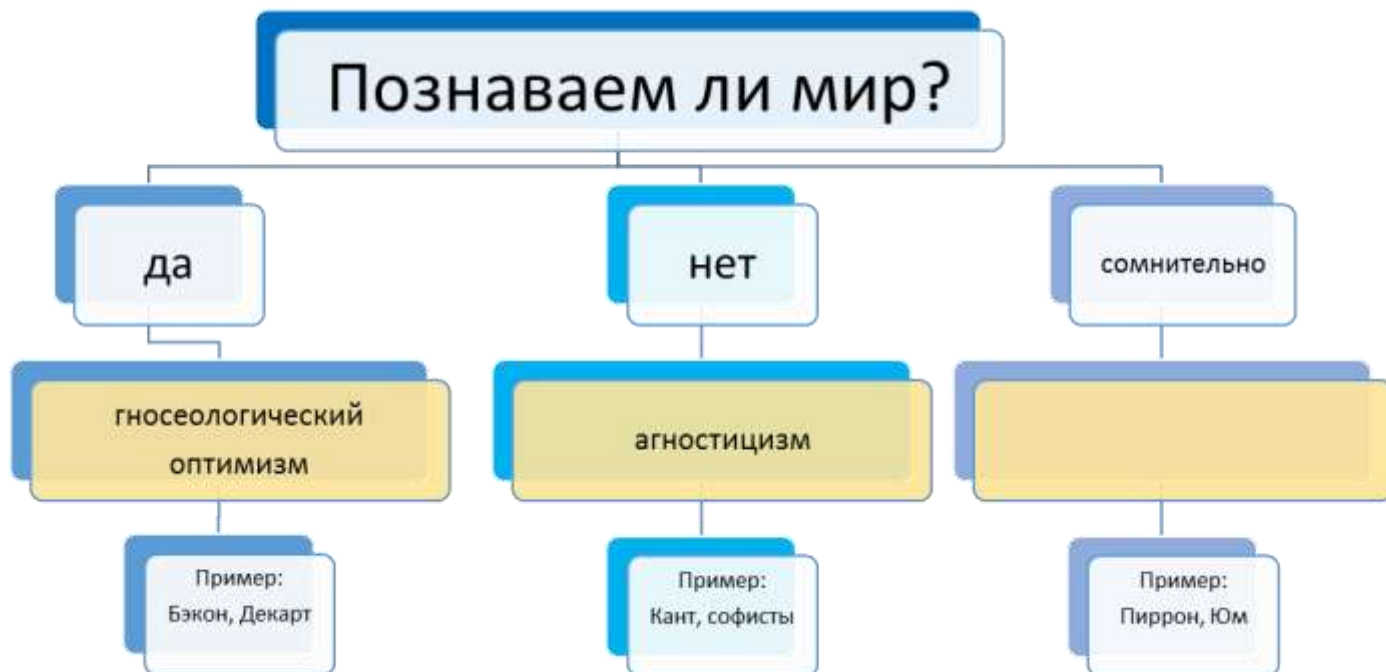 Познаваем ли мир?
да
нет
сомнительно
гносеологический
оптимизм
агностицизм
Пример:
Бэкон, Декарт
Пример:
Кант, софисты
Пример:
Пиррон, Юм